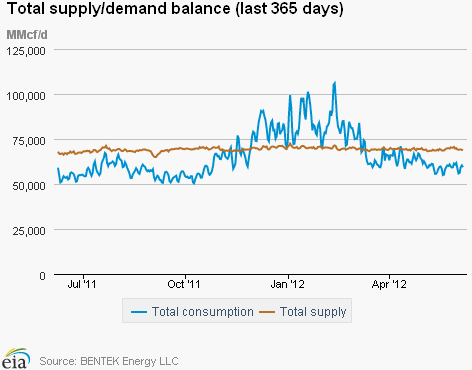 Total supply/demand balance (last 365 days)
MMcf/d
125,000
100,000
75,000
50,000
25,000
0
Jul '11 Oct '11 Jan '12 Apr '12
Total consumption Total supply
eia Source: BENTEK Energy LLC